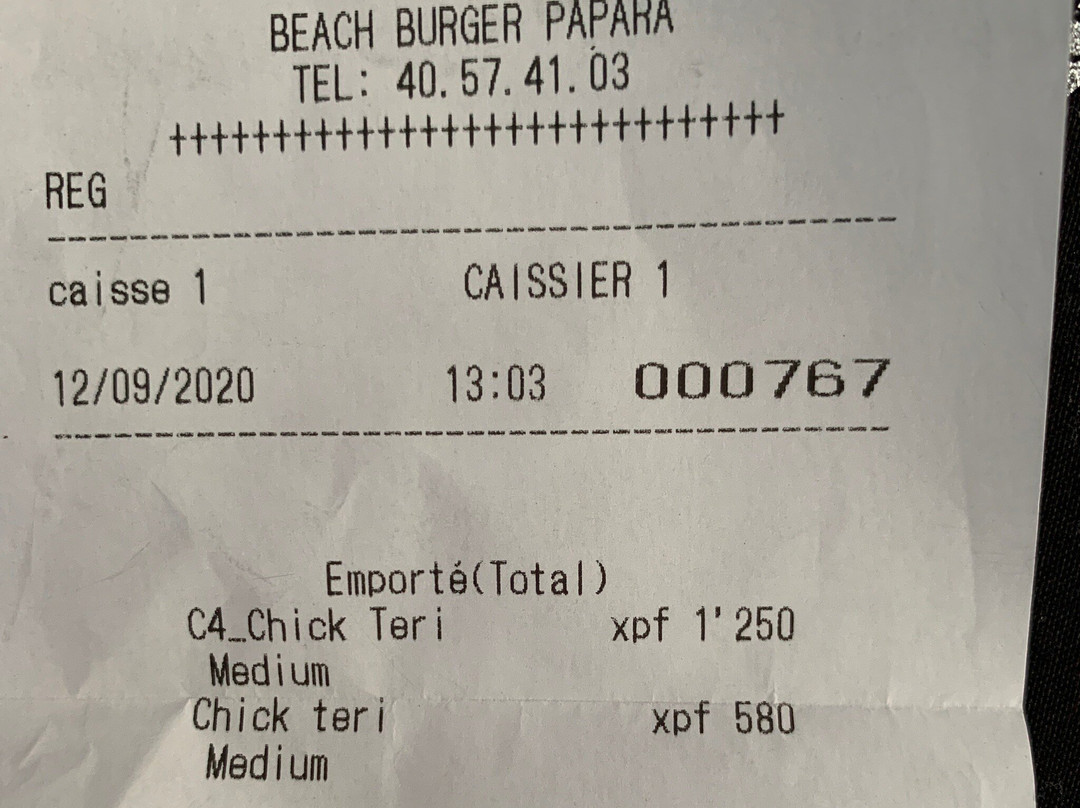 BEACH BURGER PAPARA
TEL: 40.57.41.03
++++++++++++++++++++++++++++++
REG
caisse 1 CAISSIER 1
12/09/2020 13:03 000767
Emporté(Total)
C4_Chick Teri xpf 1'250
Medium
Chick teri xpf 580
Medium